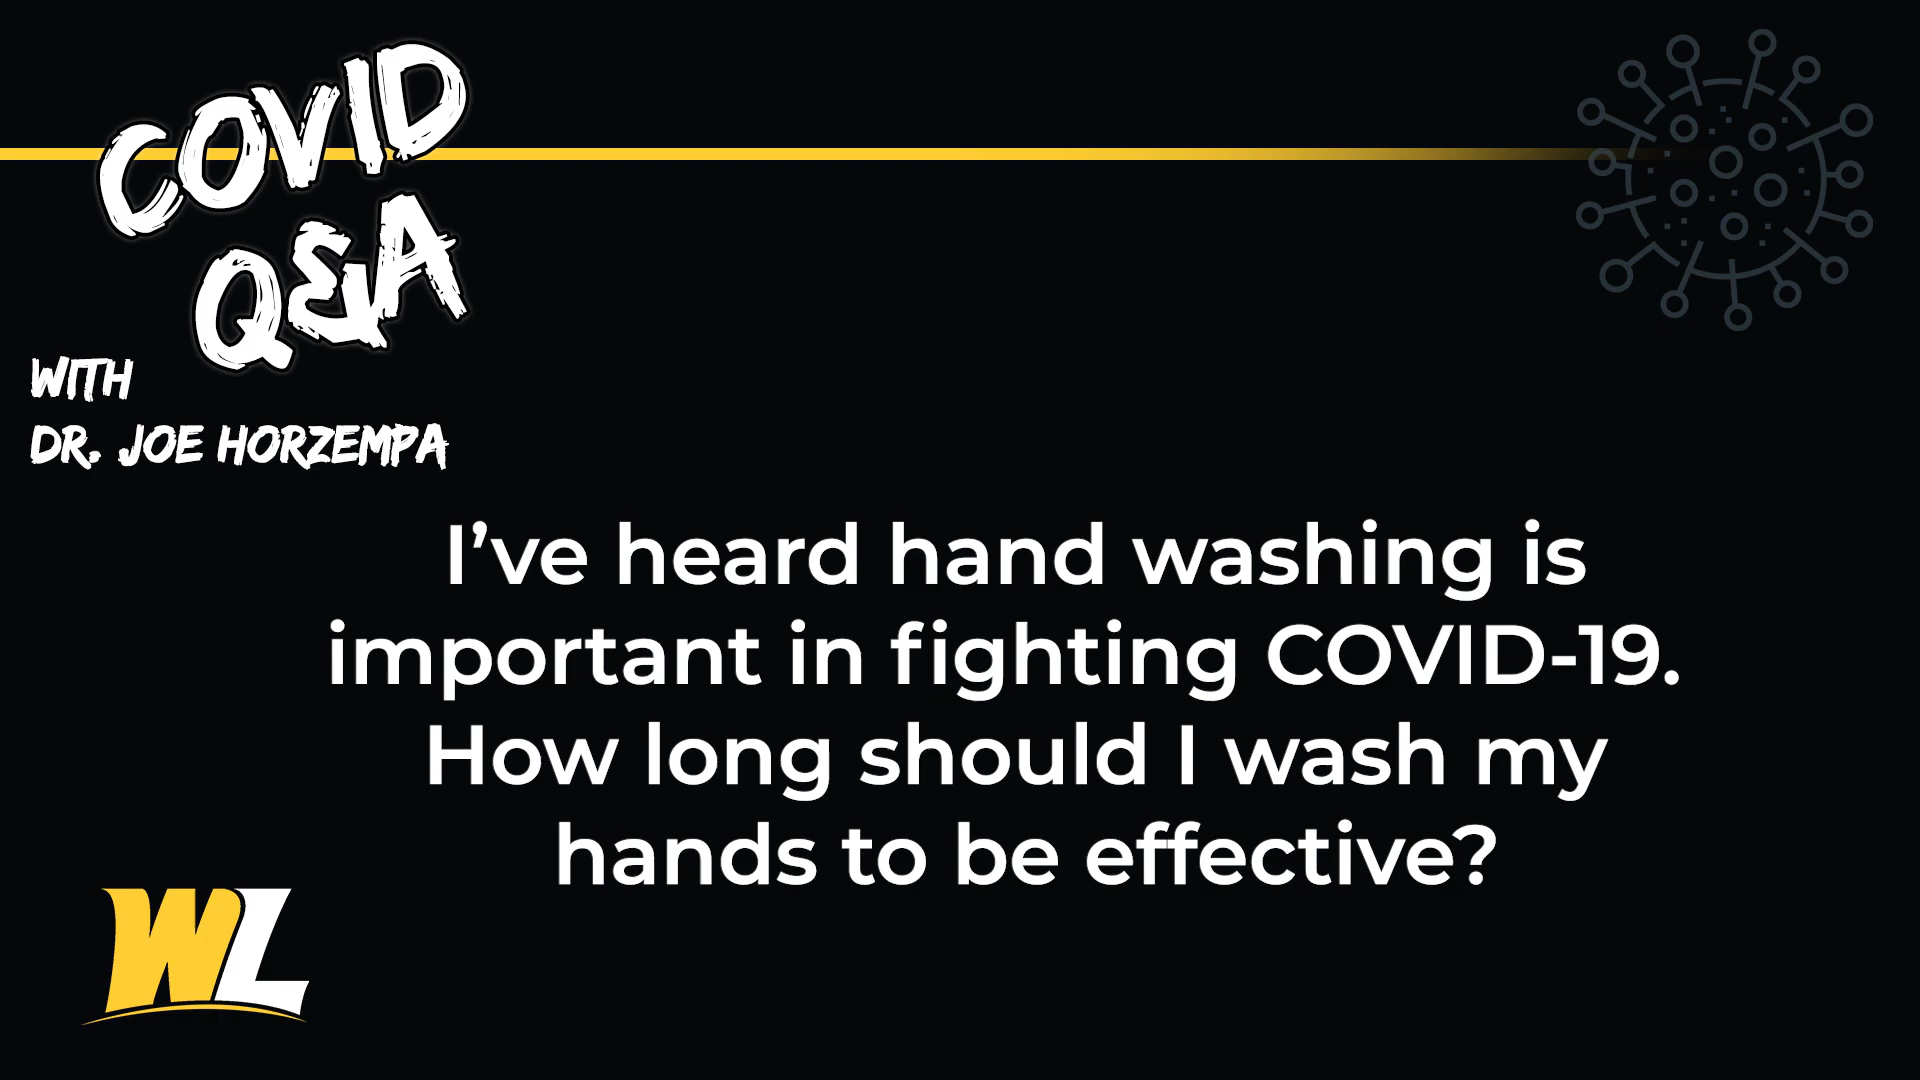 COVID
Q&A
WITH
DR. JOE HORZEMPA
I've heard hand washing is
important in fighting COVID-19.
How long should I wash my
hands to be effective?
WL